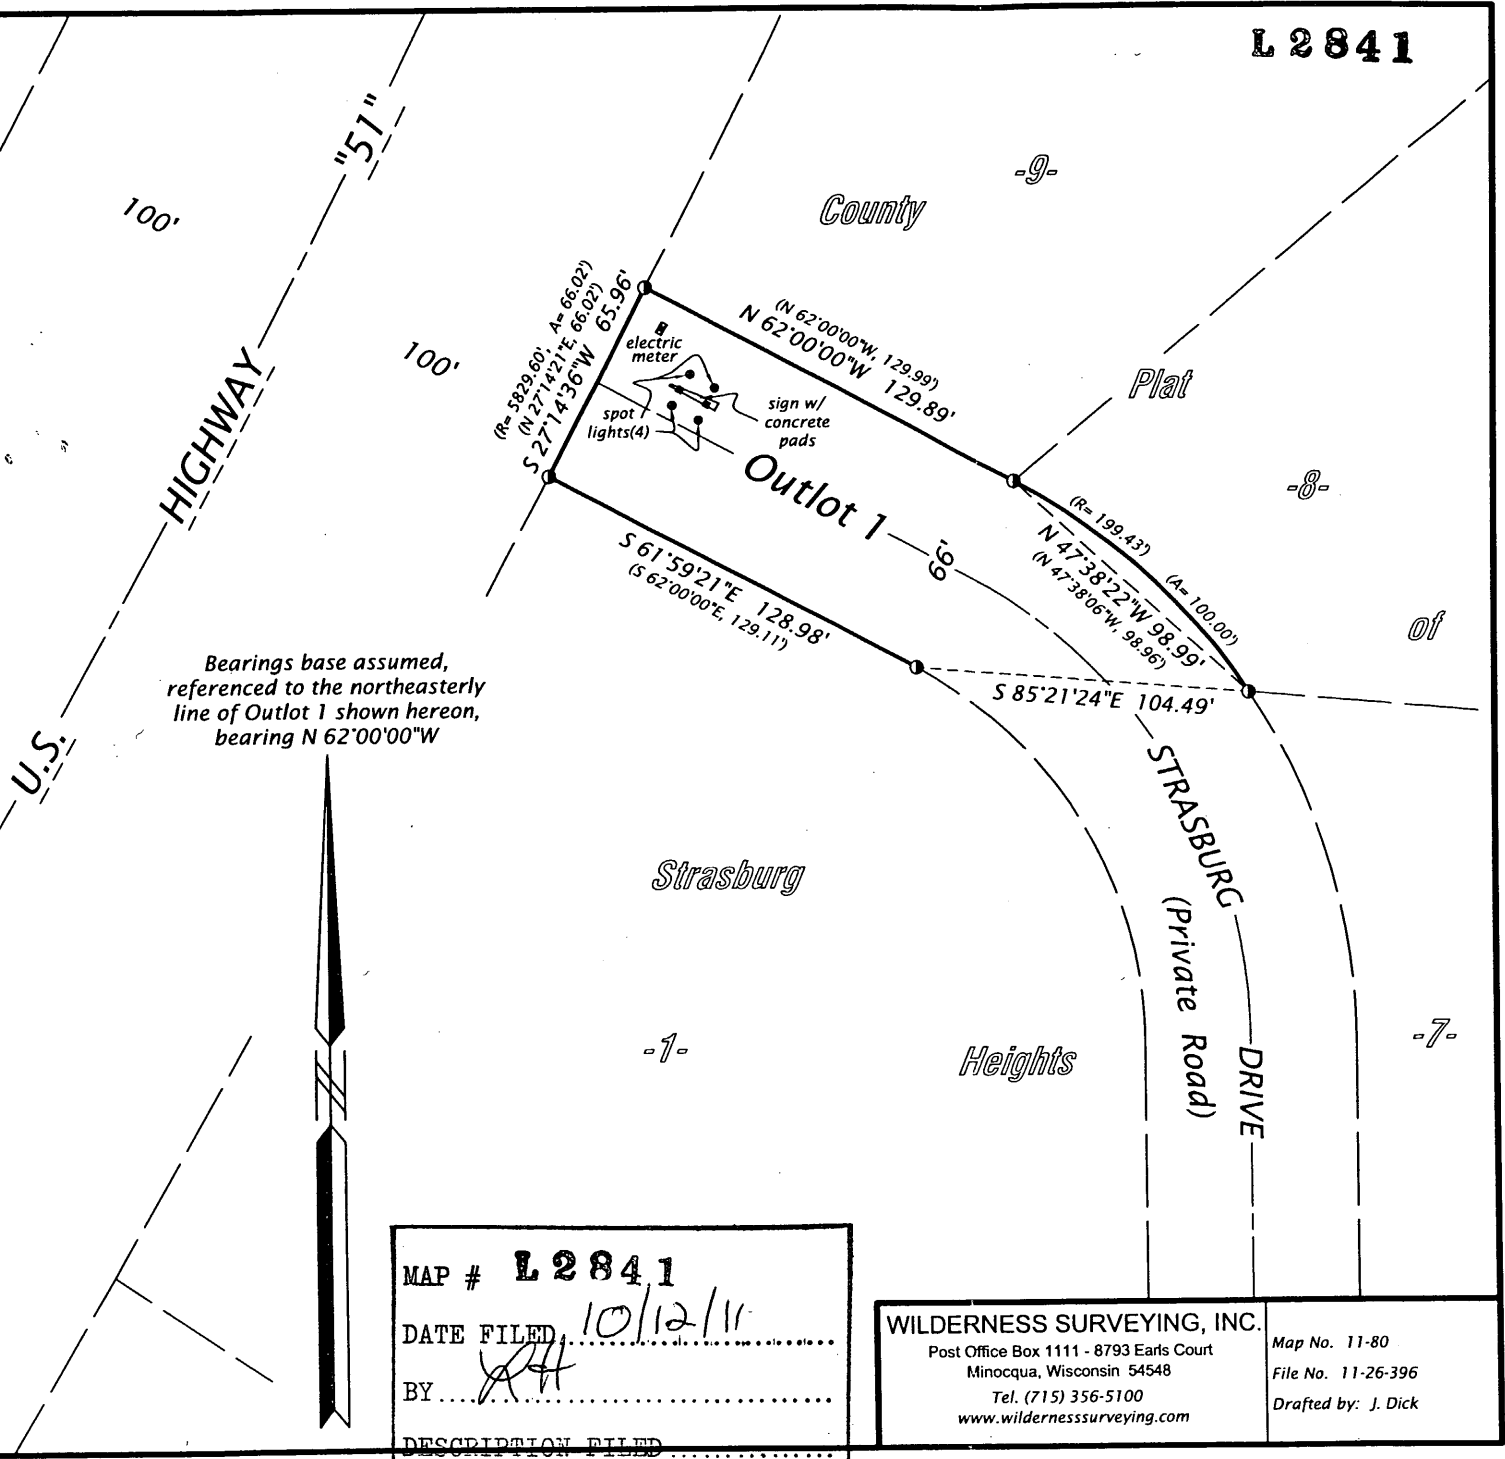 L 2841
"51"
HIGHWAY
U.S.
100'
100'
County
-9-
Plat
-8-
of
(R= 5829.60', A= 66.02')
(N 27°14'21"E, 66.02')
S 27°14'36"W 65.96'
electric
meter
spot
lights(4)
sign w/
concrete
pads
(N 62°00'00"W, 129.99')
N 62°00'00"W 129.89'
Outlot 1
66'
(R= 199.43')
(A= 100.00')
N 47°38'22"W 98.99'
(N 47°38'06"W, 98.96')
S 61°59'21"E 128.98'
(S 62°00'00"E, 129.11')
S 85°21'24"E 104.49'
Bearings base assumed,
referenced to the northeasterly
line of Outlot 1 shown hereon,
bearing N 62°00'00"W
STRASBURG
DRIVE
(Private Road)
Strasburg
-1-
Heights
-7-
MAP # L 2841
DATE FILED 10/12/11
BY
DESCRIPTION FILED
WILDERNESS SURVEYING, INC.
Post Office Box 1111 - 8793 Earls Court
Minocqua, Wisconsin 54548
Tel. (715) 356-5100
www.wildernesssurveying.com
Map No. 11-80
File No. 11-26-396
Drafted by: J. Dick